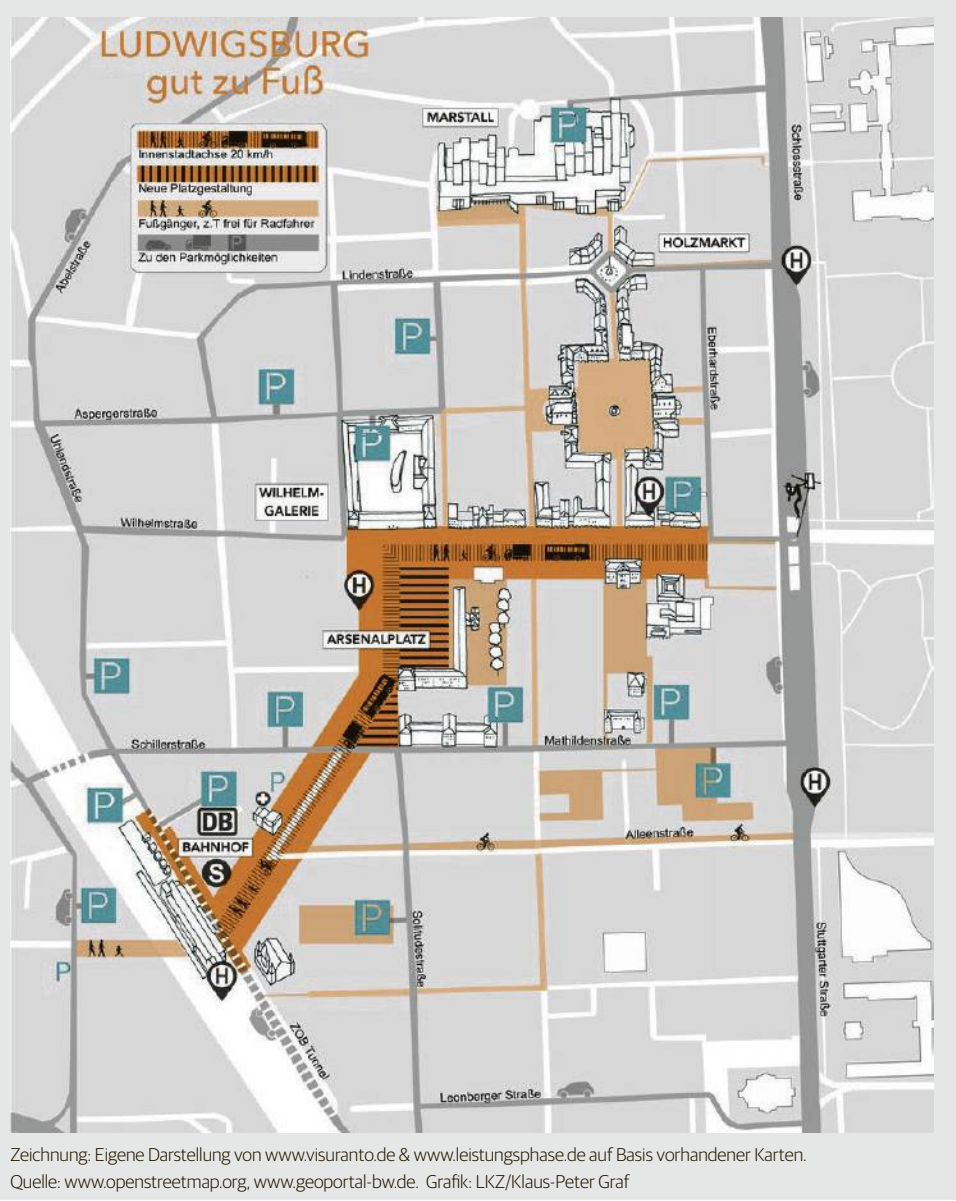 LUDWIGSBURG
gut zu Fuß
Innenstadtachse 20 km/h
Neue Platzgestaltung
Fußgänger, z.T frei für Radfahrer
P
Zu den Parkmöglichkeiten
MARSTALL
P
Schlossstraße
HOLZMARKT
H
Abelstraße
Lindenstraße
P
P
Eberhardstraße
Aspergerstraße
P
Uhlandstraße
WILHELM-
GALERIE
H
P
Wilhelmstraße
H
ARSENALPLATZ
P
P
P
P
Schillerstraße
Mathildenstraße
P
P
P
P
H
DB
BAHNHOF
S
Alleenstraße
P
P
Solitudestraße
Stuttgarter Straße
P
H
ZOB Tunnel
Leonberger Straße
Zeichnung: Eigene Darstellung von www.visuranto.de & www.leistungsphase.de auf Basis vorhandener Karten.
Quelle: www.openstreetmap.org, www.geoportal-bw.de. Grafik: LKZ/Klaus-Peter Graf